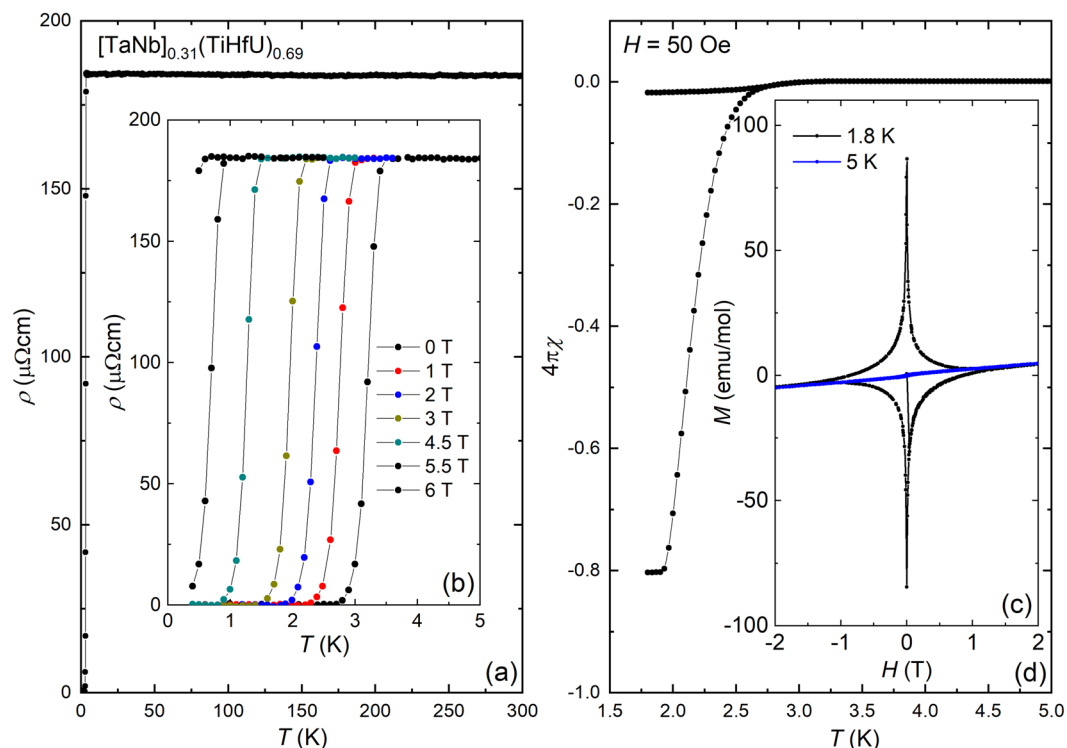 [TaNb]0.31(TiHfU)0.69
200
150
100
50
0
ρ (μΩcm)
0 50 100 150 200 250 300
T (K)
(a)
200
150
100
50
0
ρ (μΩcm)
0 T
1 T
2 T
3 T
4.5 T
5.5 T
6 T
(b)
0 1 2 3 4 5
T (K)
H = 50 Oe
0.0
-0.2
-0.4
-0.6
-0.8
-1.0
4πχ
1.5 2.0 2.5 3.0 3.5 4.0 4.5 5.0
T (K)
(d)
100
50
0
-50
-100
M (emu/mol)
1.8 K
5 K
(c)
-2 -1 0 1 2
H (T)